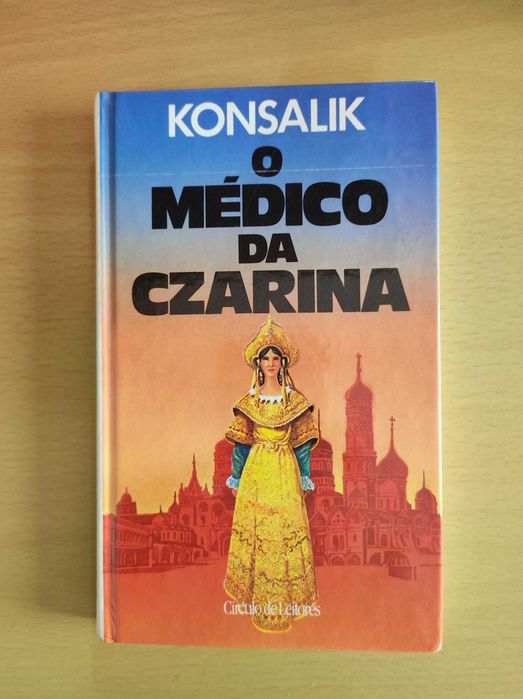 KONSALIK
O
MÉDICO
DA
CZARINA
Círculo de Leitores